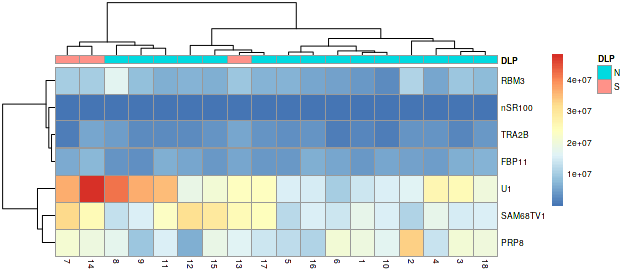 DLP
RBM3
nSR100
TRA2B
FBP11
U1
SAM68TV1
PRP8
7 14 8 9 11 12 15 13 17 5 16 6 1 10 2 4 3 18
4e+07
3e+07
2e+07
1e+07
DLP
N
S